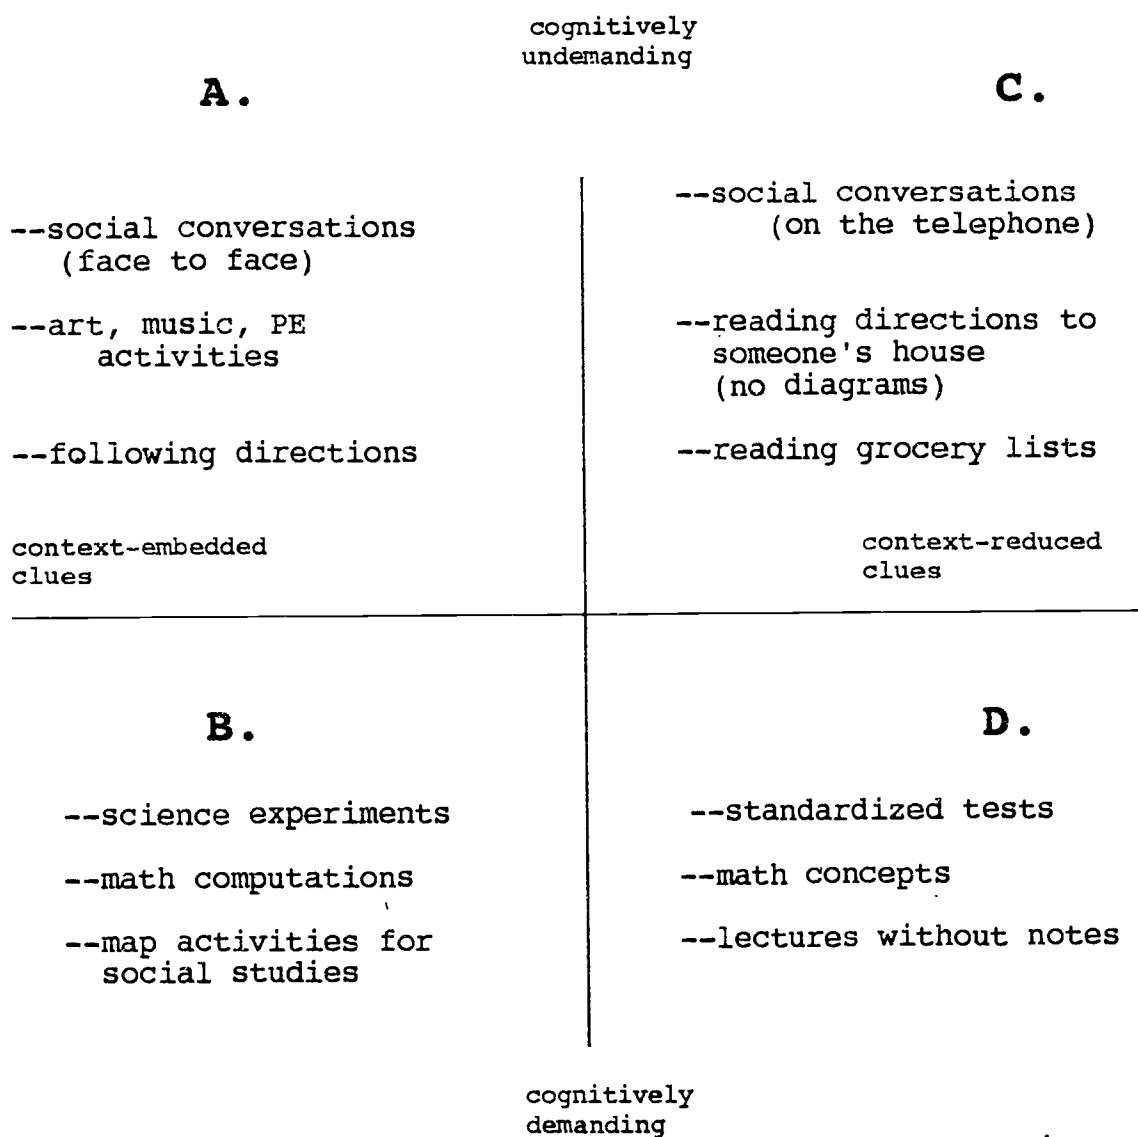 cognitively
undemanding
A.
--social conversations
(face to face)
--art, music, PE
activities
--following directions
context-embedded
clues
C.
--social conversations
(on the telephone)
--reading directions to
someone's house
(no diagrams)
--reading grocery lists
context-reduced
clues
B.
--science experiments
--math computations
--map activities for
social studies
D.
--standardized tests
--math concepts
--lectures without notes
cognitively
demanding